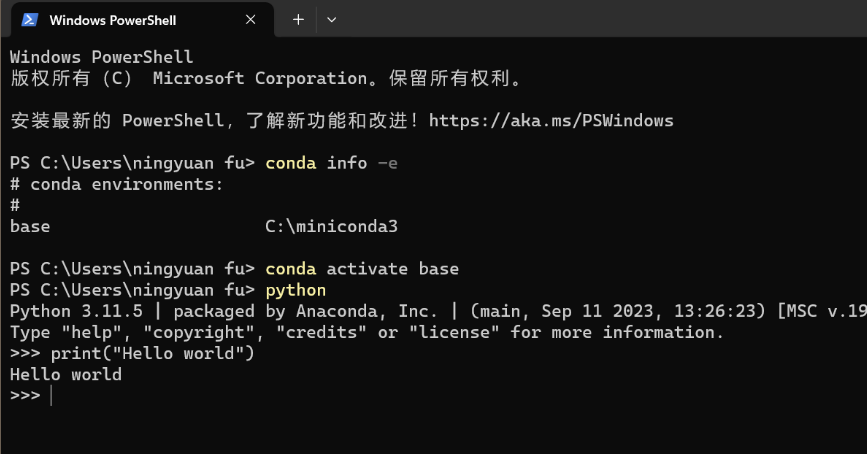 Windows PowerShell
Windows PowerShell
版权所有 (C) Microsoft Corporation。保留所有权利。
安装最新的 PowerShell，了解新功能和改进！https://aka.ms/PSWindows
PS C:\Users\ningyuan fu> conda info -e
# conda environments:
#
base                     C:\miniconda3
PS C:\Users\ningyuan fu> conda activate base
PS C:\Users\ningyuan fu> python
Python 3.11.5 | packaged by Anaconda, Inc. | (main, Sep 11 2023, 13:26:23) [MSC v.19
Type "help", "copyright", "credits" or "license" for more information.
>>> print("Hello world")
Hello world
>>>